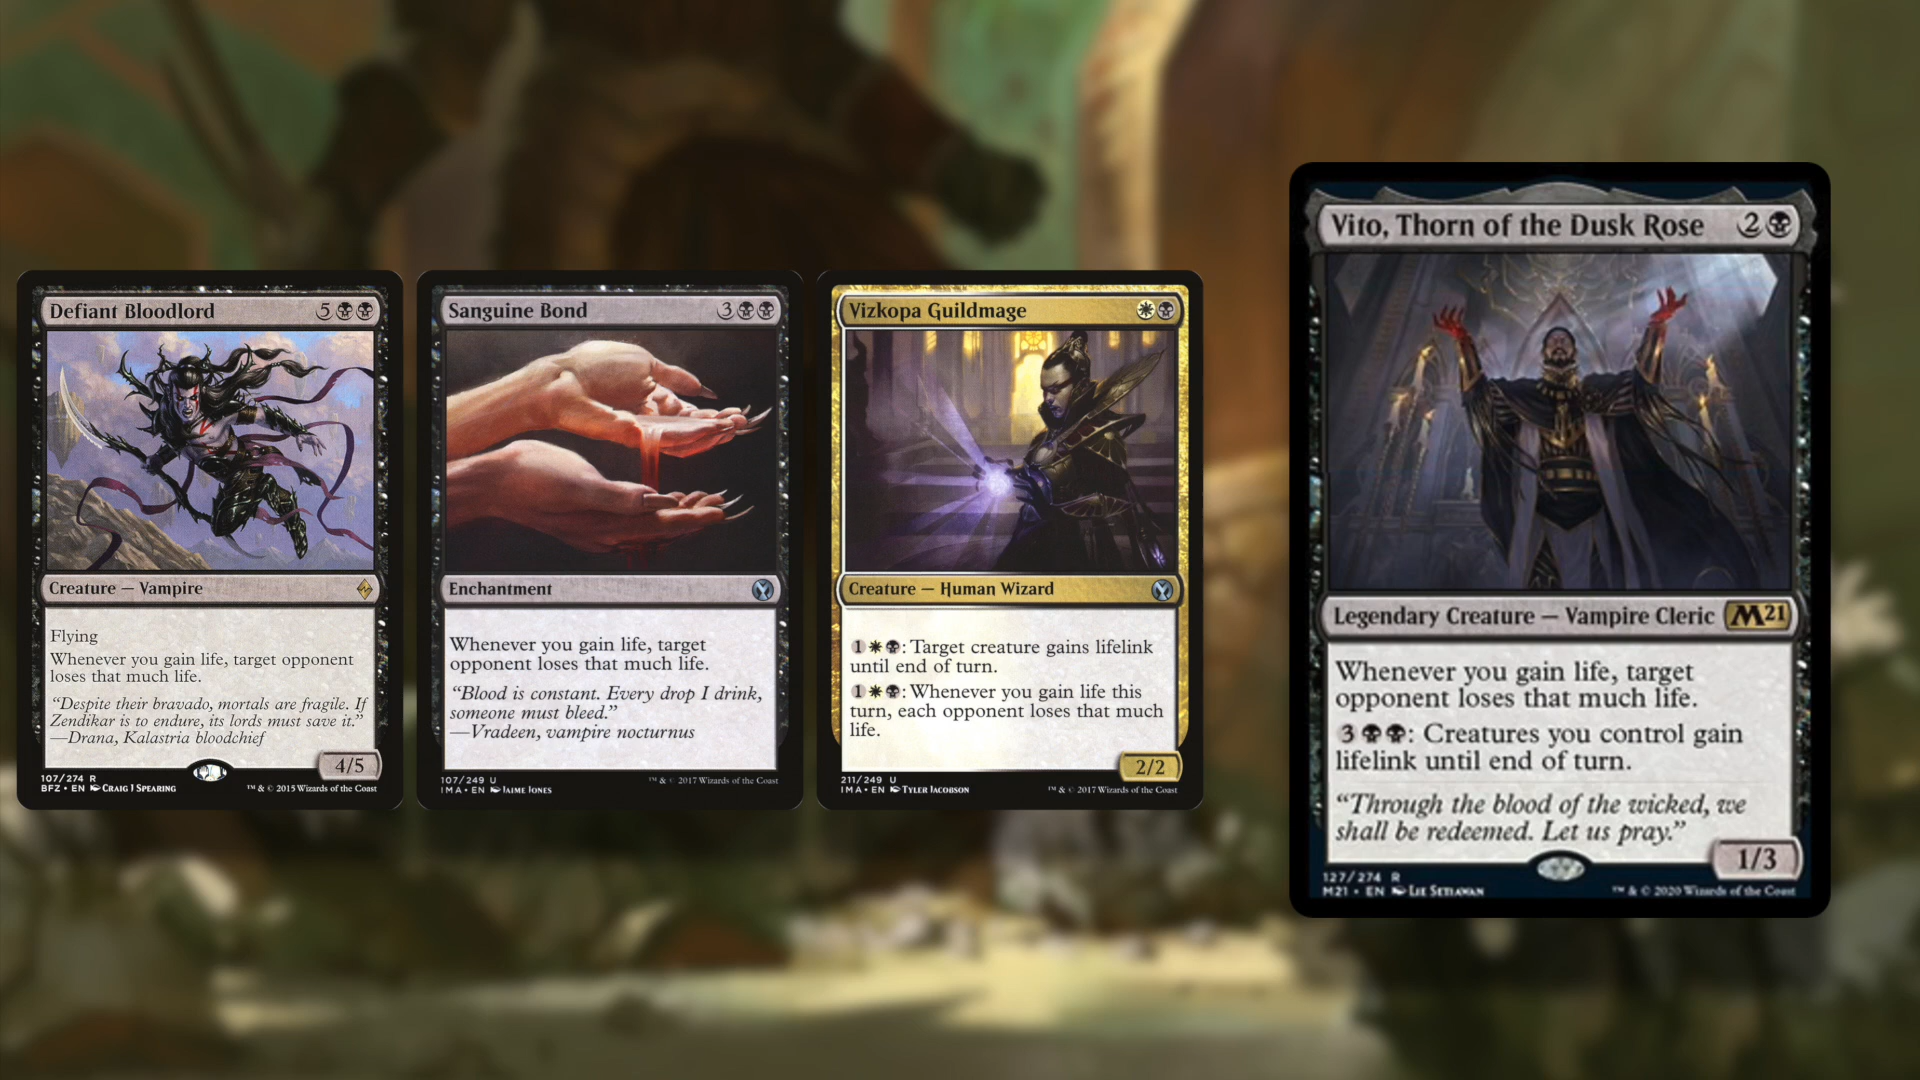 Defiant Bloodlord 5
Creature — Vampire
Flying
Whenever you gain life, target opponent
loses that much life.
“Despite their bravado, mortals are fragile. If
Zendikar is to endure, its lords must save it.”
—Drana, Kalastria bloodchief
4/5
107/274 R
BFZ • EN CRAIG J SPEARING
™ & © 2015 Wizards of the Coast
Sanguine Bond 3
Enchantment
Whenever you gain life, target
opponent loses that much life.
“Blood is constant. Every drop I drink,
someone must bleed.”
—Vradeen, vampire nocturnus
107/249 U
IMA • EN JAIME JONES
™ & © 2017 Wizards of the Coast
Vizkopa Guildmage
Creature — Human Wizard
1: Target creature gains lifelink
until end of turn.
1: Whenever you gain life this
turn, each opponent loses that much
life.
2/2
211/249 U
IMA • EN TYLER JACOBSON
™ & © 2017 Wizards of the Coast
Vito, Thorn of the Dusk Rose 2
Legendary Creature — Vampire Cleric M21
Whenever you gain life, target
opponent loses that much life.
3: Creatures you control gain
lifelink until end of turn.
“Through the blood of the wicked, we
shall be redeemed. Let us pray.”
1/3
127/274 R
M21 • EN LIE SETIAWAN
™ & © 2020 Wizards of the Coast